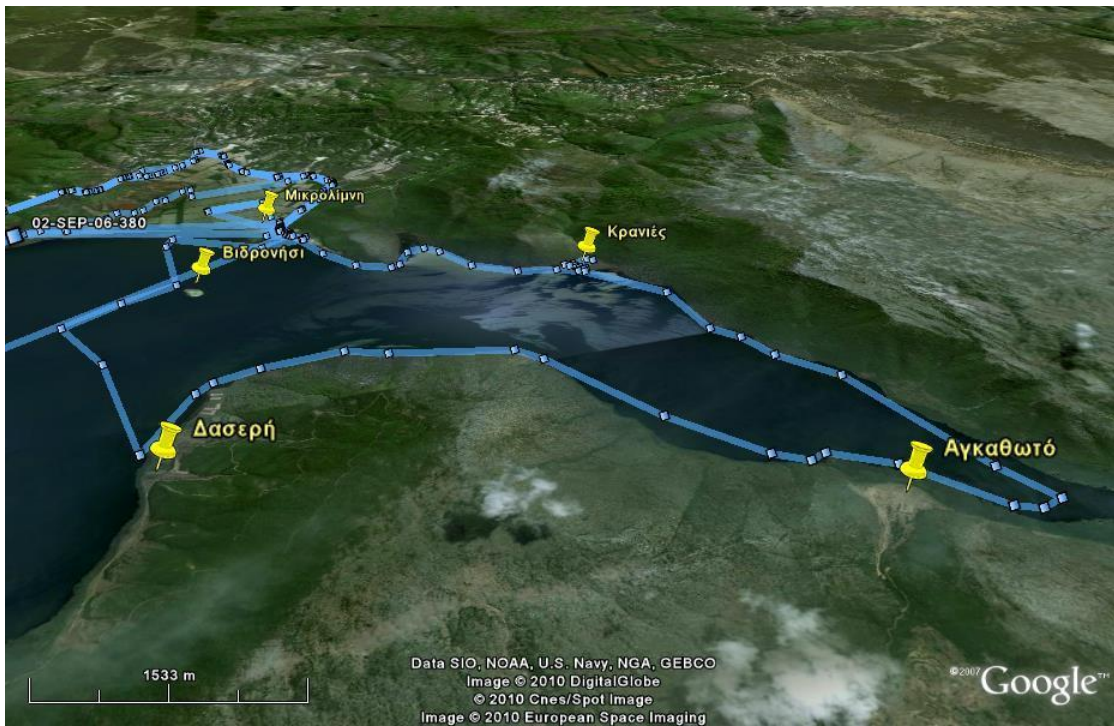 Μικρολίμνη
02-SEP-06-380
Κρανιές
Βιδρονήσι
Δασερή
Αγκαθωτό
1533 m
Data SIO, NOAA, U.S. Navy, NGA, GEBCO
Image © 2010 DigitalGlobe
© 2010 Cnes/Spot Image
Image © 2010 European Space Imaging
©2007 Google™